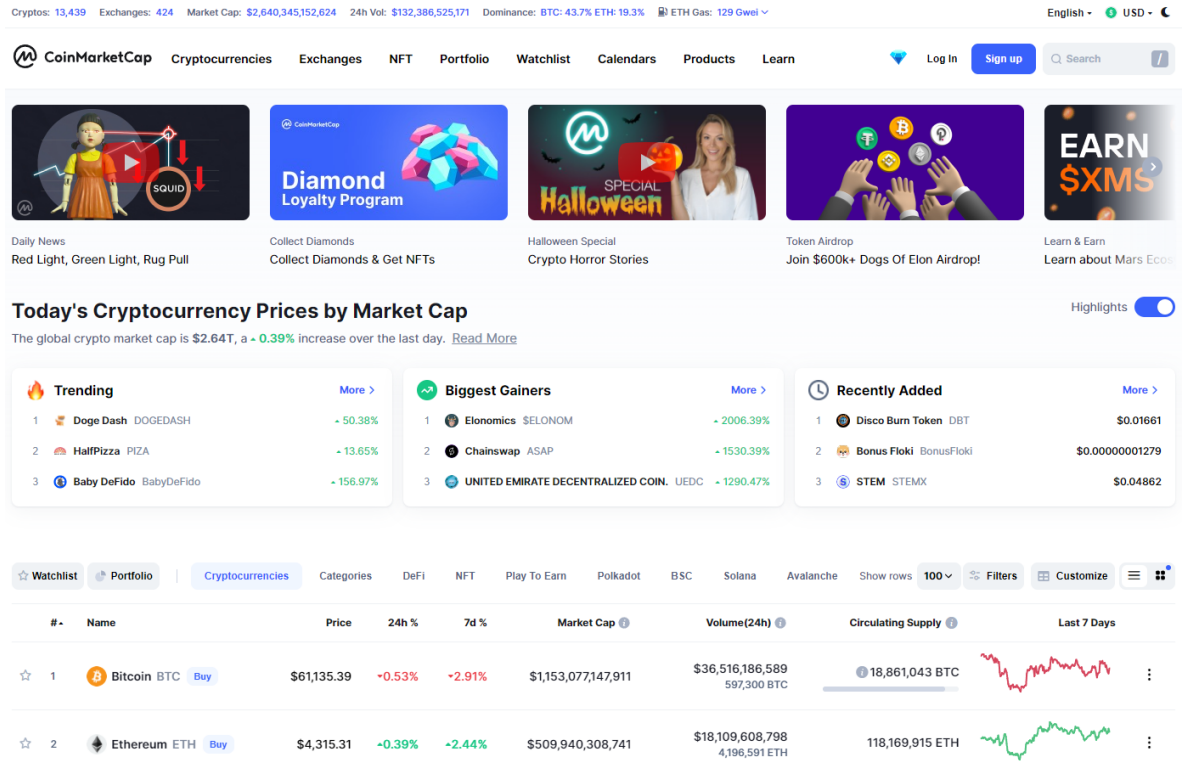 Cryptos: 13,439 Exchanges: 424 Market Cap: $2,640,345,152,624 24h Vol: $132,386,525,171 Dominance: BTC: 43.7% ETH: 19.3% ETH Gas: 129 Gwei English USD
CoinMarketCap Cryptocurrencies Exchanges NFT Portfolio Watchlist Calendars Products Learn Log In Sign up Search /
SQUID
CoinMarketCap
Diamond
Loyalty Program
SPECIAL
Halloween
EARN
$XMS
Daily News Collect Diamonds Halloween Special Token Airdrop Learn & Earn
Red Light, Green Light, Rug Pull Collect Diamonds & Get NFTs Crypto Horror Stories Join $600k+ Dogs Of Elon Airdrop! Learn about Mars Ecos
Today's Cryptocurrency Prices by Market Cap Highlights
The global crypto market cap is $2.64T, a 0.39% increase over the last day. Read More
Trending More Biggest Gainers More Recently Added More
1 Doge Dash DOGEDASH 50.38% 1 Elonomics $ELONOM 2006.39% 1 Disco Burn Token DBT $0.01661
2 HalfPizza PIZA 13.65% 2 Chainswap ASAP 1530.39% 2 Bonus Floki BonusFloki $0.00000001279
3 Baby DeFido BabyDeFido 156.97% 3 UNITED EMIRATE DECENTRALIZED COIN. UEDC 1290.47% 3 STEM STEMX $0.04862
Watchlist Portfolio Cryptocurrencies Categories DeFi NFT Play To Earn Polkadot BSC Solana Avalanche Show rows 100 Filters Customize
# Name Price 24h % 7d % Market Cap Volume(24h) Circulating Supply Last 7 Days
1 Bitcoin BTC Buy $61,135.39 0.53% 2.91% $1,153,077,147,911 $36,516,186,589 18,861,043 BTC
597,300 BTC
2 Ethereum ETH Buy $4,315.31 0.39% 2.44% $509,940,308,741 $18,109,608,798 118,169,915 ETH
4,196,591 ETH